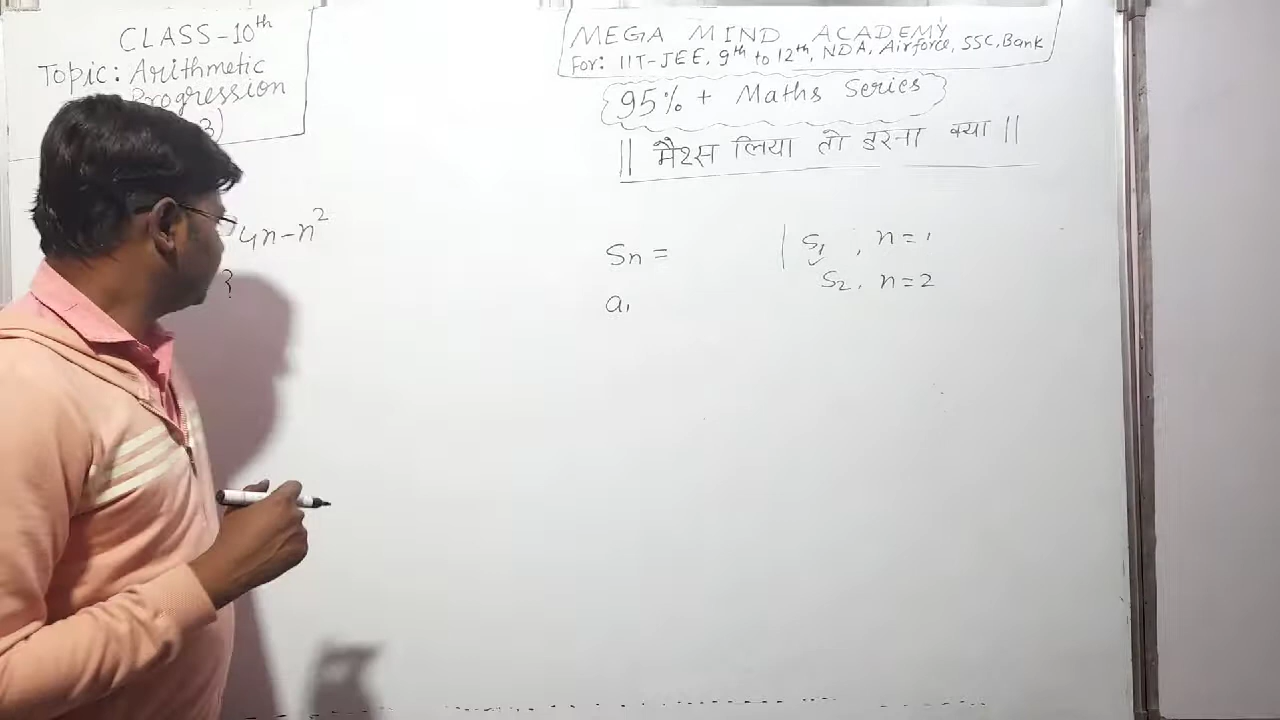 CLASS-10th
Topic: Arithmetic
Progression
3)
4n-n²
?
MEGA MIND ACADEMY
For: IIT-JEE, 9th to 12th, NDA, Airforce, SSC, Bank
95% + Maths Series
|| मैथ्स लिया तो डरना क्या ||
Sn =
| S₁ , n = 1
S₂, n = 2
a₁